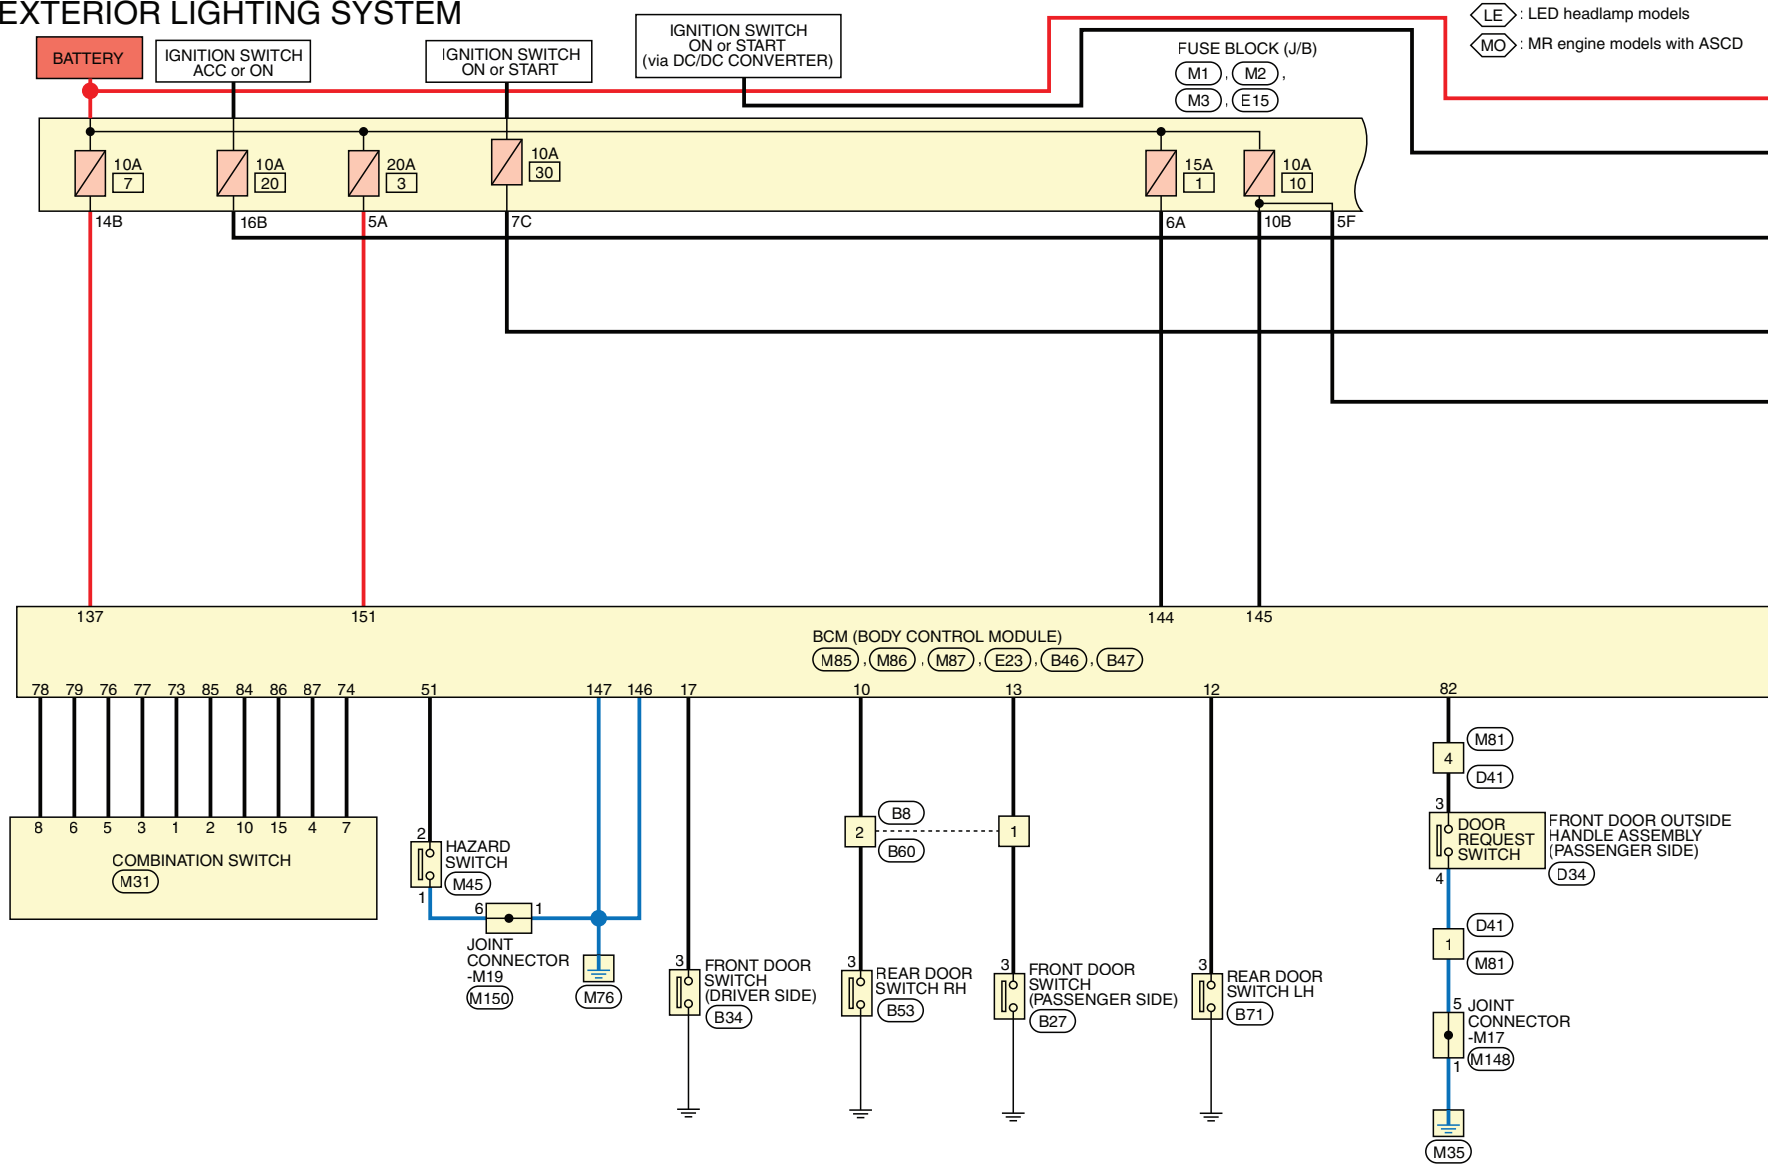 EXTERIOR LIGHTING SYSTEM
BATTERY
IGNITION SWITCH
ACC or ON
IGNITION SWITCH
ON or START
IGNITION SWITCH
ON or START
(via DC/DC CONVERTER)
FUSE BLOCK (J/B)
M1 , M2 ,
M3 , E15
LE : LED headlamp models
MO : MR engine models with ASCD
10A
7
10A
20
20A
3
10A
30
15A
1
10A
10
14B
16B
5A
7C
6A
10B
5F
137
151
144
145
BCM (BODY CONTROL MODULE)
M85 , M86 , M87 , E23 , B46 , B47
78 79 76 77 73 85 84 86 87 74
51
147 146 17
10
13
12
82
8 6 5 3 1 2 10 15 4 7
COMBINATION SWITCH
M31
2
HAZARD
SWITCH
M45
1
6
1
JOINT
CONNECTOR
-M19
M150
M76
3
FRONT DOOR
SWITCH
(DRIVER SIDE)
B34
2
B8
B60
1
3
REAR DOOR
SWITCH RH
B53
3
FRONT DOOR
SWITCH
(PASSENGER SIDE)
B27
3
REAR DOOR
SWITCH LH
B71
4
M81
D41
3
DOOR
REQUEST
SWITCH
4
FRONT DOOR OUTSIDE
HANDLE ASSEMBLY
(PASSENGER SIDE)
D34
1
D41
M81
5
JOINT
CONNECTOR
-M17
M148
1
M35